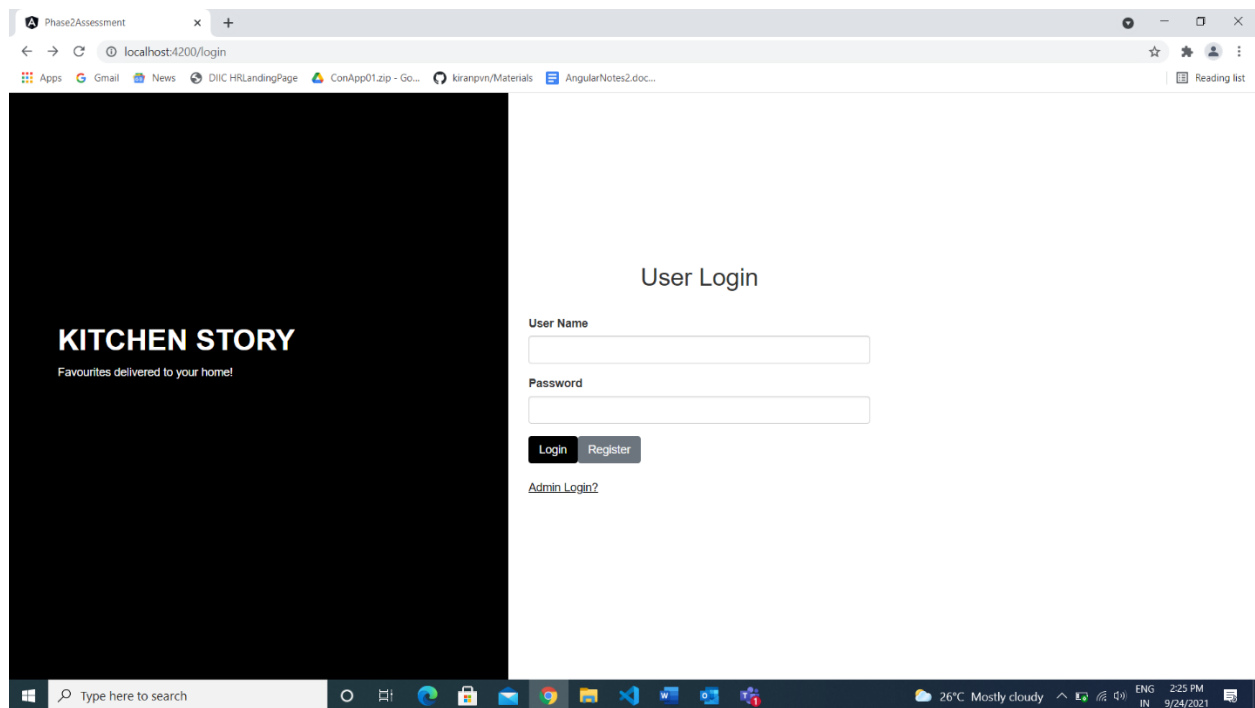 Phase2Assessment
localhost:4200/login
Apps Gmail News DIIC HRLandingPage ConApp01.zip - Go... kiranpvn/Materials AngularNotes2.doc... Reading list
User Login
KITCHEN STORY
Favourites delivered to your home!
User Name
Password
Login Register
Admin Login?
Type here to search
26°C Mostly cloudy
ENG
IN
2:25 PM
9/24/2021